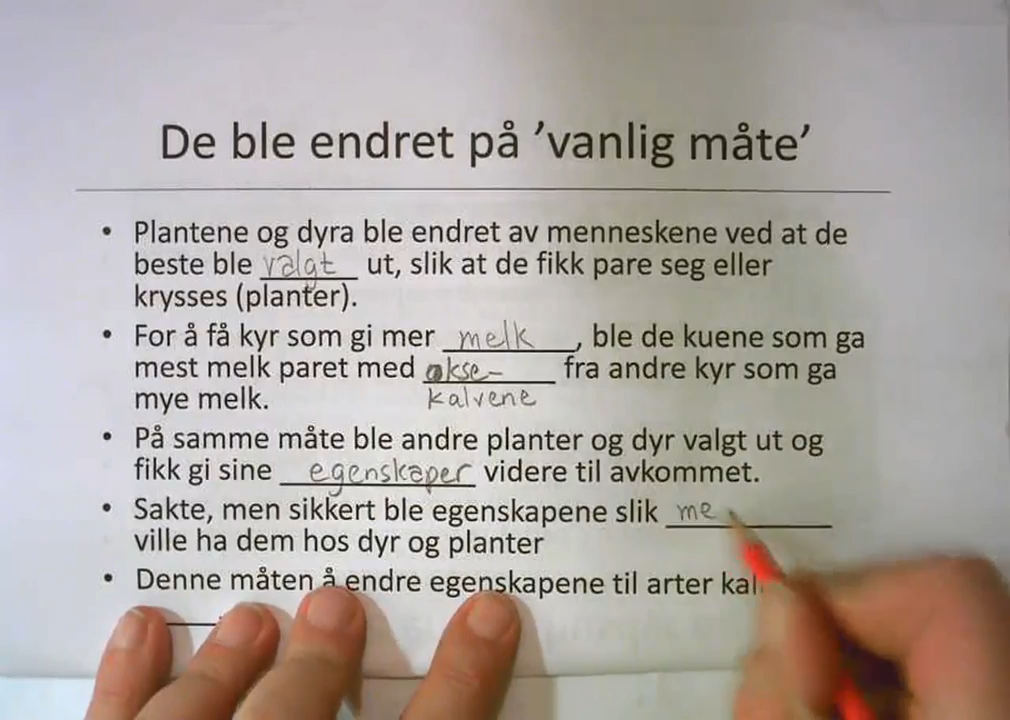 De ble endret på ’vanlig måte’
• Plantene og dyra ble endret av menneskene ved at de
beste ble valgt ut, slik at de fikk pare seg eller
krysses (planter).
• For å få kyr som gi mer melk, ble de kuene som ga
mest melk paret med okse- fra andre kyr som ga
mye melk. kalvene
• På samme måte ble andre planter og dyr valgt ut og
fikk gi sine egenskaper videre til avkommet.
• Sakte, men sikkert ble egenskapene slik me
ville ha dem hos dyr og planter
• Denne måten å endre egenskapene til arter